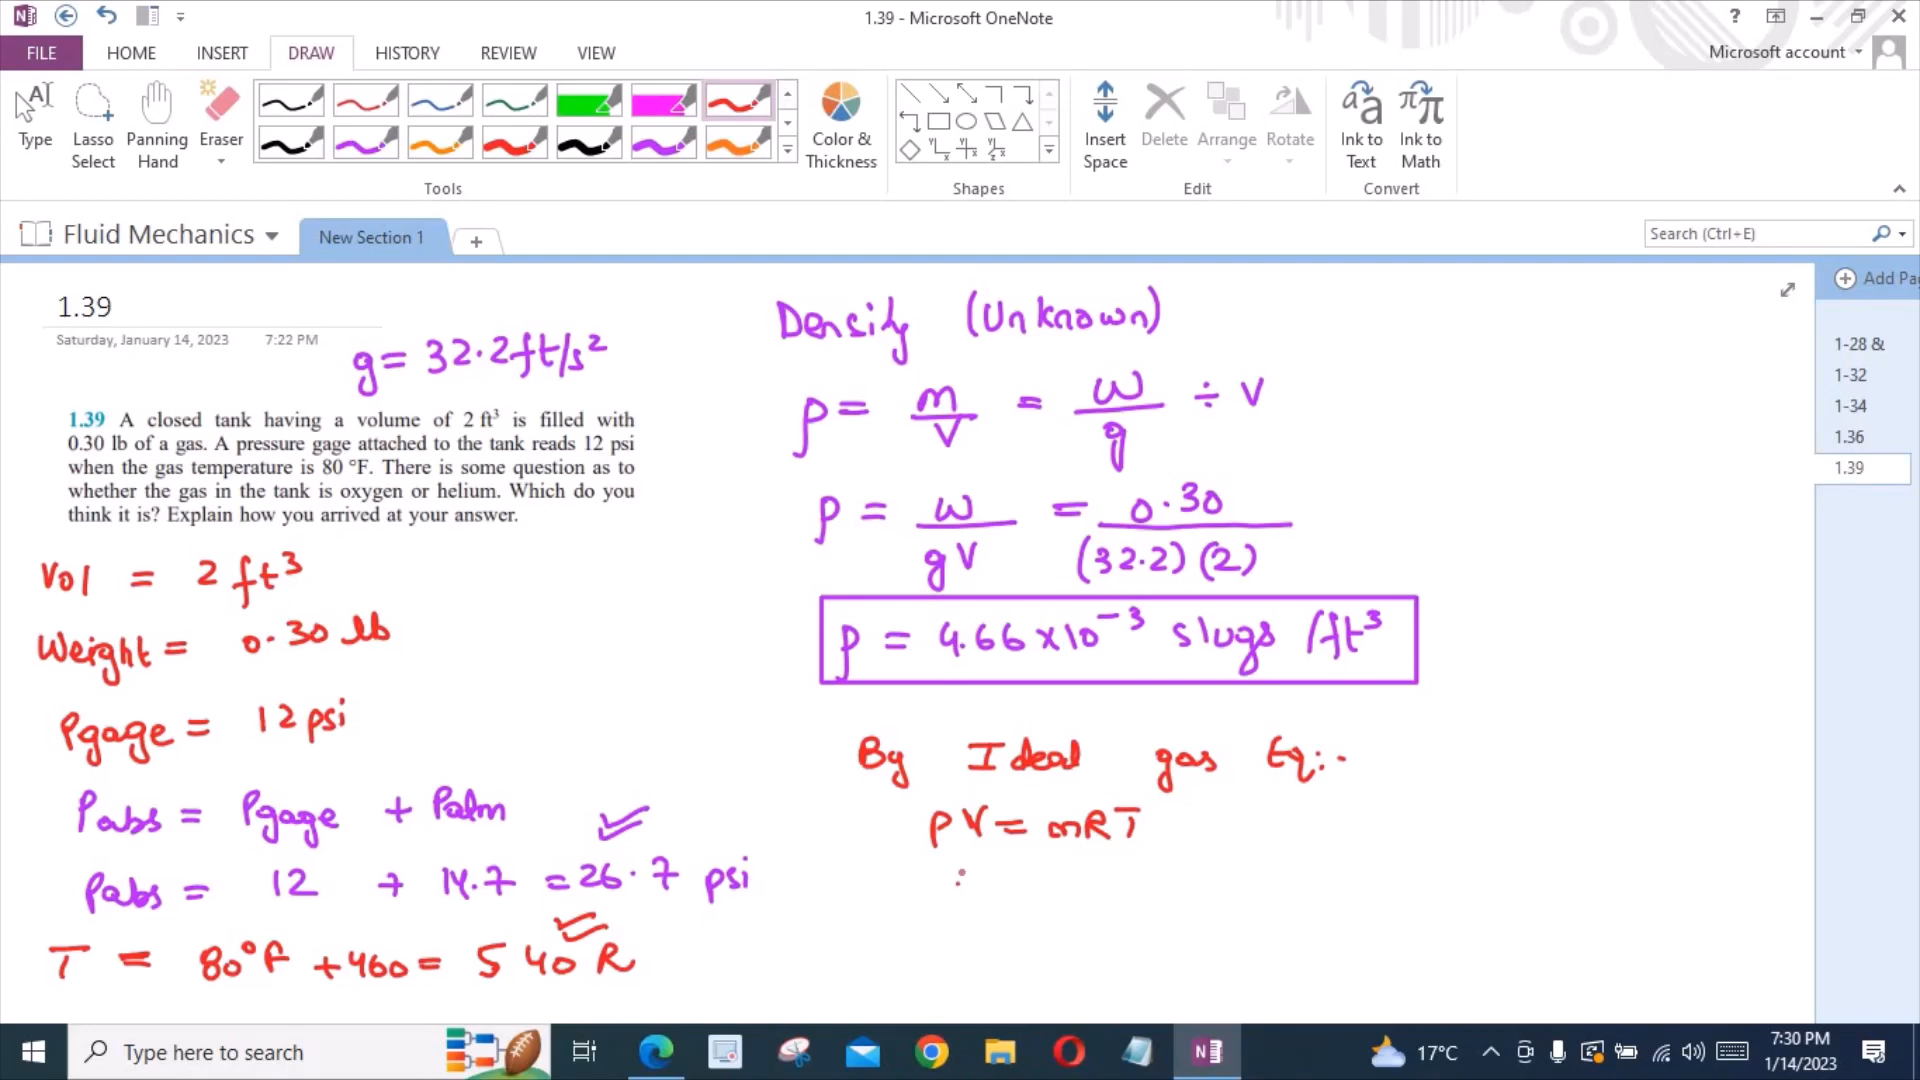 1.39 - Microsoft OneNote
?
FILE HOME INSERT DRAW HISTORY REVIEW VIEW
Microsoft account
Type
Lasso Select
Panning Hand
Eraser
Color & Thickness
Insert Space
Delete
Arrange
Rotate
Ink to Text
Ink to Math
Tools
Shapes
Edit
Convert
Fluid Mechanics
New Section 1
+
Search (Ctrl+E)
Add Pa
1-28 &
1-32
1-34
1.36
1.39
1.39
Saturday, January 14, 2023 7:22 PM
g = 32.2 ft/s²
1.39 A closed tank having a volume of 2 ft³ is filled with
0.30 lb of a gas. A pressure gage attached to the tank reads 12 psi
when the gas temperature is 80 °F. There is some question as to
whether the gas in the tank is oxygen or helium. Which do you
think it is? Explain how you arrived at your answer.
Vol = 2 ft³
Weight = 0.30 lb
Pgage = 12 psi
Pabs = Pgage + Patm
Pabs = 12 + 14.7 = 26.7 psi
T = 80°F + 460 = 540 R
Density (Unknown)
ρ = m/V = w/g ÷ V
ρ = w/gV = 0.30/(32.2)(2)
ρ = 4.66×10⁻³ slugs/ft³
By Ideal gas Eq:-
PV = mRT
Type here to search
17°C
7:30 PM
1/14/2023